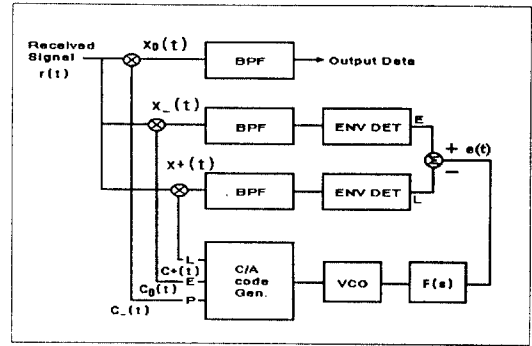 Received
Signal
r(t)
x₀(t)
BPF
Output Data
x_(t)
BPF
ENV DET
E
+ e(t)
Σ
−
x+(t)
BPF
ENV DET
L
L
C+(t)
E
C₀(t)
P
C_(t)
C/A
code
Gen.
VCO
F(s)